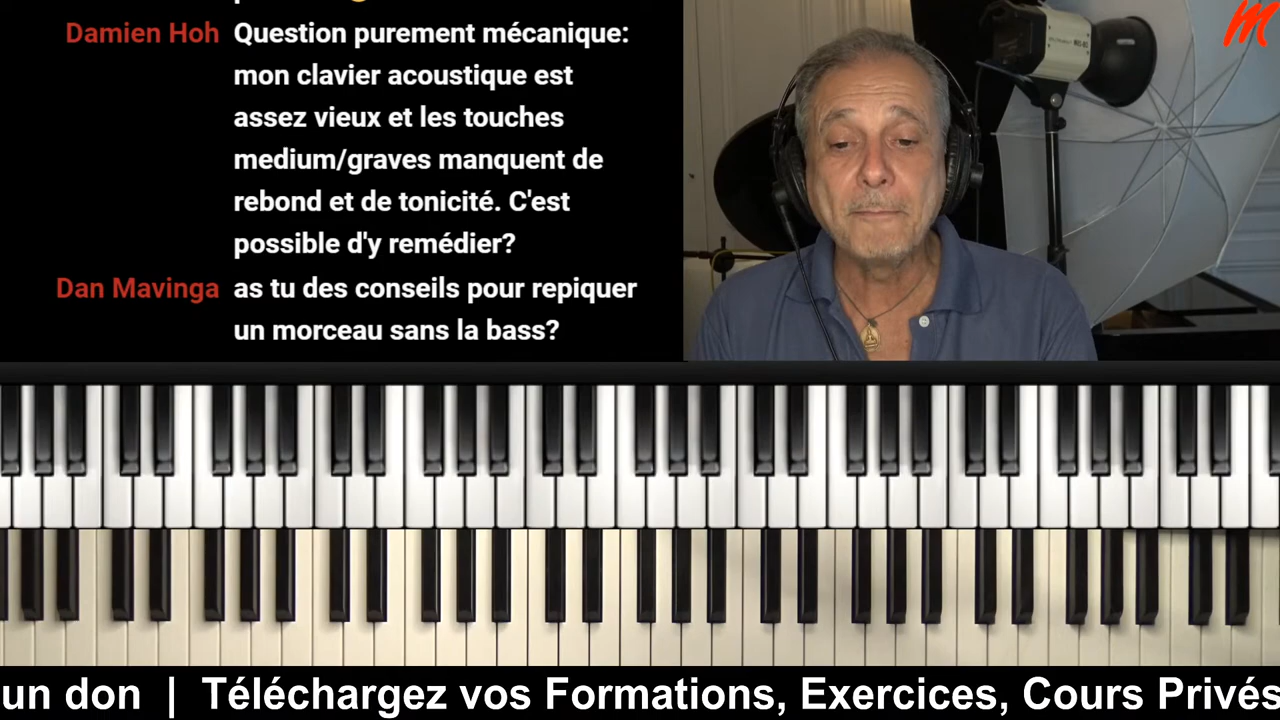 Damien Hoh Question purement mécanique:
mon clavier acoustique est
assez vieux et les touches
medium/graves manquent de
rebond et de tonicité. C'est
possible d'y remédier?
Dan Mavinga as tu des conseils pour repiquer
un morceau sans la bass?
un don | Téléchargez vos Formations, Exercices, Cours Privés